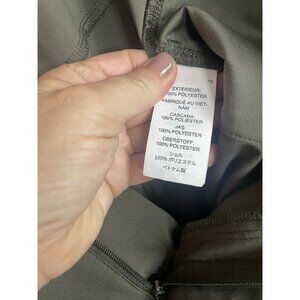 EXTERIEUR:
100% POLYESTER
FABRIQUÉ AU VIET-
NAM
CASCARA:
100% POLIÉSTER
JAS:
100% POLYESTER
OBERSTOFF:
100% POLYESTER
シェル
100% ポリエステル
ベトナム製